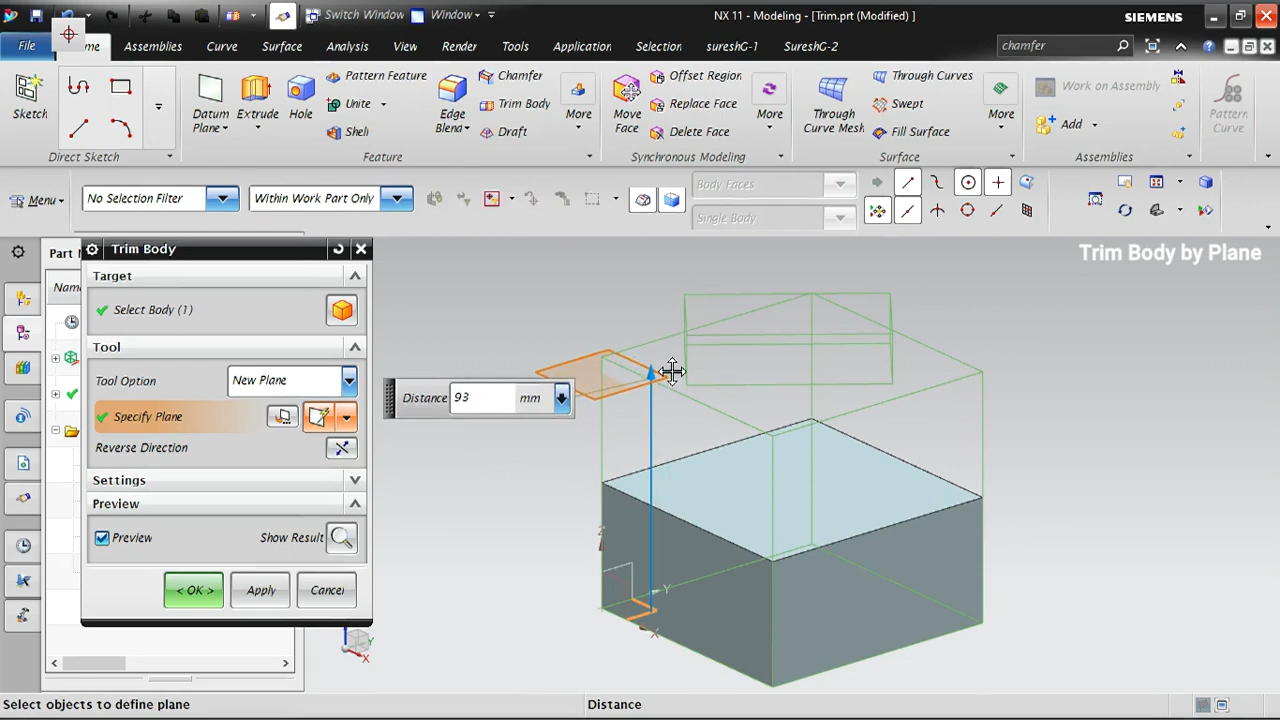 Switch Window
Window
NX 11 - Modeling - [Trim.prt (Modified) ]
SIEMENS
File
me
Assemblies
Curve
Surface
Analysis
View
Render
Tools
Application
Selection
sureshG-1
SureshG-2
chamfer
Sketch
Direct Sketch
Datum
Plane
Extrude
Hole
Pattern Feature
Unite
Shell
Edge
Blend
Chamfer
Trim Body
Draft
More
Feature
Move
Face
Offset Region
Replace Face
Delete Face
More
Synchronous Modeling
Through
Curve Mesh
Through Curves
Swept
Fill Surface
More
Surface
Work on Assembly
Add
Assemblies
Pattern
Curve
Menu
No Selection Filter
Within Work Part Only
Body Faces
Single Body
Part
Name
Trim Body
Target
Select Body (1)
Tool
Tool Option
New Plane
Specify Plane
Reverse Direction
Settings
Preview
Preview
Show Result
< OK >
Apply
Cancel
Distance 93 mm
Trim Body by Plane
Z
Y
X
Y
X
Select objects to define plane
Distance